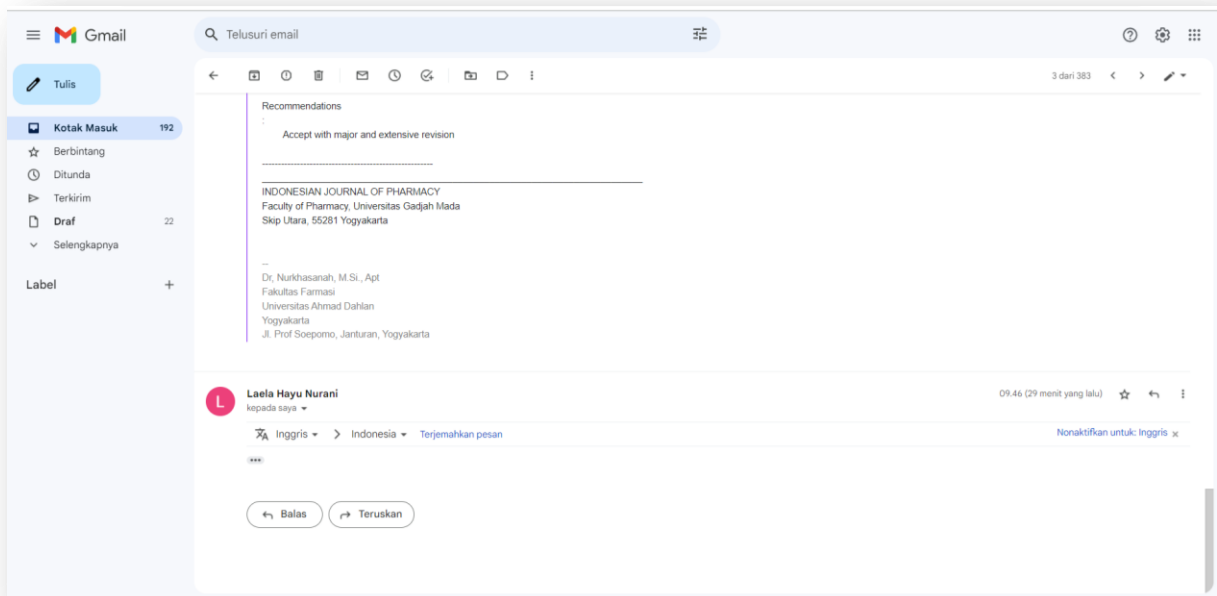 Gmail
Telusuri email
Tulis
3 dari 383
Kotak Masuk 192
Berbintang
Ditunda
Terkirim
Draf 22
Selengkapnya
Label +
Recommendations
:
Accept with major and extensive revision
------------------------------------------------------
________________________________________________________________________
INDONESIAN JOURNAL OF PHARMACY
Faculty of Pharmacy, Universitas Gadjah Mada
Skip Utara, 55281 Yogyakarta
--
Dr, Nurkhasanah, M.Si., Apt
Fakultas Farmasi
Universitas Ahmad Dahlan
Yogyakarta
Jl. Prof Soepomo, Janturan, Yogyakarta
L
Laela Hayu Nurani 09.46 (29 menit yang lalu)
kepada saya
Inggris > Indonesia Terjemahkan pesan Nonaktifkan untuk: Inggris x
•••
Balas Teruskan